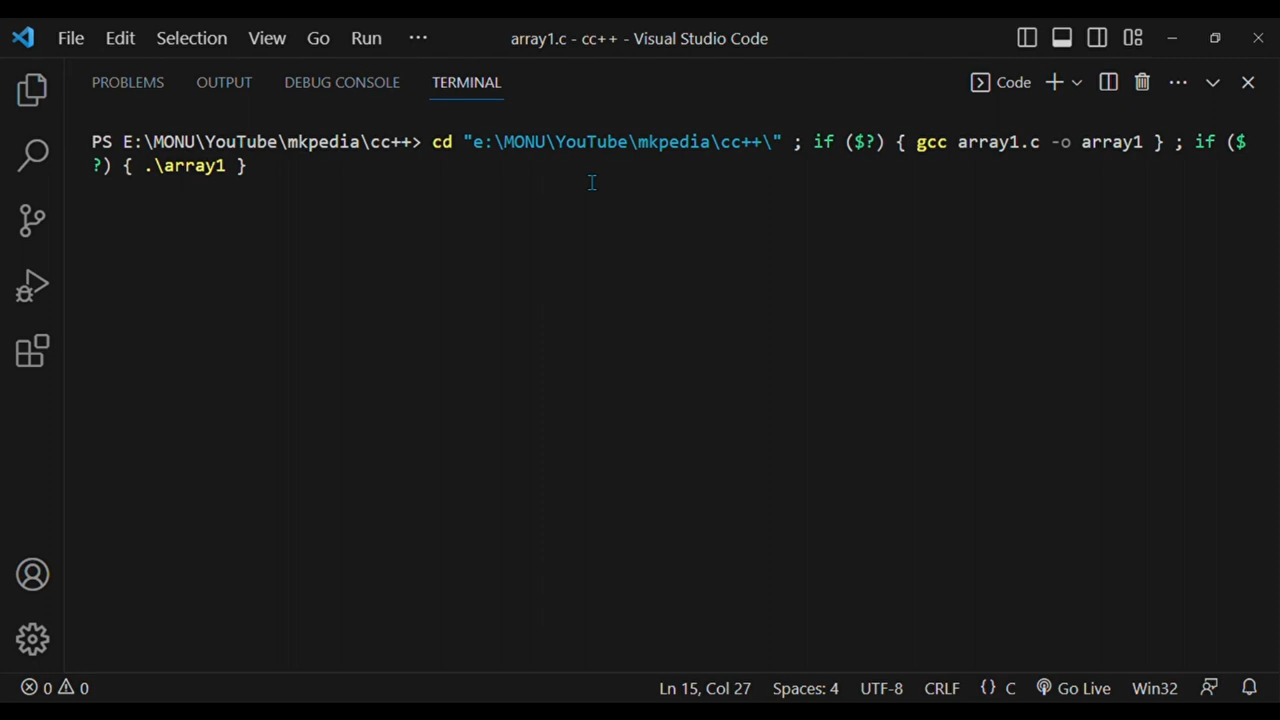 File Edit Selection View Go Run ··· array1.c - cc++ - Visual Studio Code
PROBLEMS OUTPUT DEBUG CONSOLE TERMINAL Code
PS E:\MONU\YouTube\mkpedia\cc++> cd "e:\MONU\YouTube\mkpedia\cc++\" ; if ($?) { gcc array1.c -o array1 } ; if ($
?) { .\array1 }
0 0 Ln 15, Col 27 Spaces: 4 UTF-8 CRLF {} C Go Live Win32